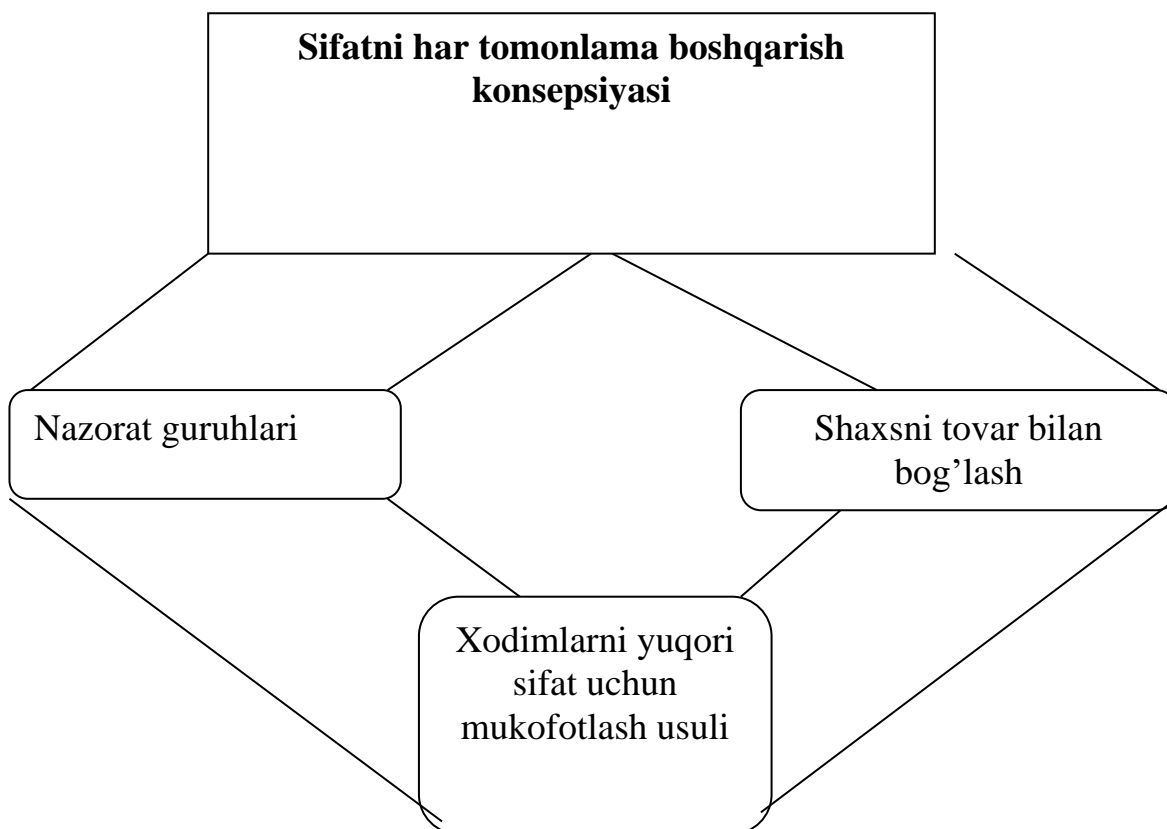 Sifatni har tomonlama boshqarish
konsepsiyasi
Nazorat guruhlari
Shaxsni tovar bilan
bog’lash
Xodimlarni yuqori
sifat uchun
mukofotlash usuli